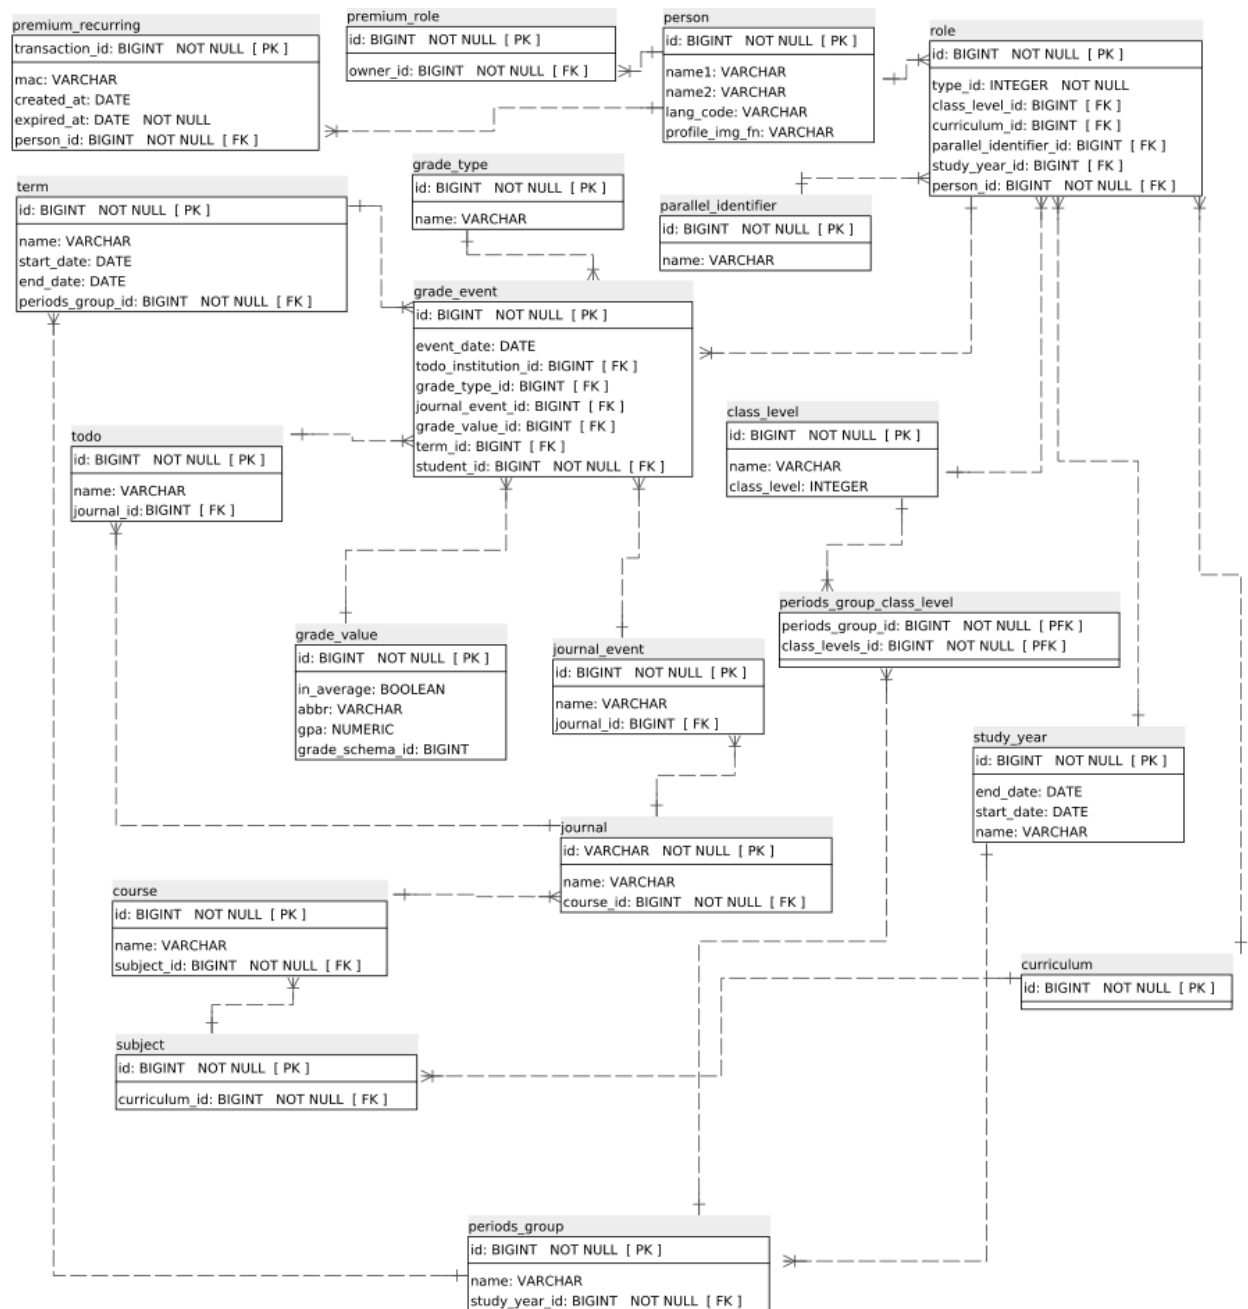 premium_recurring
transaction_id: BIGINT NOT NULL [ PK ]
mac: VARCHAR
created_at: DATE
expired_at: DATE NOT NULL
person_id: BIGINT NOT NULL [ FK ]
premium_role
id: BIGINT NOT NULL [ PK ]
owner_id: BIGINT NOT NULL [ FK ]
person
id: BIGINT NOT NULL [ PK ]
name1: VARCHAR
name2: VARCHAR
lang_code: VARCHAR
profile_img_fn: VARCHAR
role
id: BIGINT NOT NULL [ PK ]
type_id: INTEGER NOT NULL
class_level_id: BIGINT [ FK ]
curriculum_id: BIGINT [ FK ]
parallel_identifier_id: BIGINT [ FK ]
study_year_id: BIGINT [ FK ]
person_id: BIGINT NOT NULL [ FK ]
term
id: BIGINT NOT NULL [ PK ]
name: VARCHAR
start_date: DATE
end_date: DATE
periods_group_id: BIGINT NOT NULL [ FK ]
grade_type
id: BIGINT NOT NULL [ PK ]
name: VARCHAR
parallel_identifier
id: BIGINT NOT NULL [ PK ]
name: VARCHAR
grade_event
id: BIGINT NOT NULL [ PK ]
event_date: DATE
todo_institution_id: BIGINT [ FK ]
grade_type_id: BIGINT [ FK ]
journal_event_id: BIGINT [ FK ]
grade_value_id: BIGINT [ FK ]
term_id: BIGINT [ FK ]
student_id: BIGINT NOT NULL [ FK ]
class_level
id: BIGINT NOT NULL [ PK ]
name: VARCHAR
class_level: INTEGER
todo
id: BIGINT NOT NULL [ PK ]
name: VARCHAR
journal_id: BIGINT [ FK ]
periods_group_class_level
periods_group_id: BIGINT NOT NULL [ PFK ]
class_levels_id: BIGINT NOT NULL [ PFK ]
grade_value
id: BIGINT NOT NULL [ PK ]
in_average: BOOLEAN
abbr: VARCHAR
gpa: NUMERIC
grade_schema_id: BIGINT
journal_event
id: BIGINT NOT NULL [ PK ]
name: VARCHAR
journal_id: BIGINT [ FK ]
study_year
id: BIGINT NOT NULL [ PK ]
end_date: DATE
start_date: DATE
name: VARCHAR
journal
id: VARCHAR NOT NULL [ PK ]
name: VARCHAR
course_id: BIGINT NOT NULL [ FK ]
course
id: BIGINT NOT NULL [ PK ]
name: VARCHAR
subject_id: BIGINT NOT NULL [ FK ]
curriculum
id: BIGINT NOT NULL [ PK ]
subject
id: BIGINT NOT NULL [ PK ]
curriculum_id: BIGINT NOT NULL [ FK ]
periods_group
id: BIGINT NOT NULL [ PK ]
name: VARCHAR
study_year_id: BIGINT NOT NULL [ FK ]